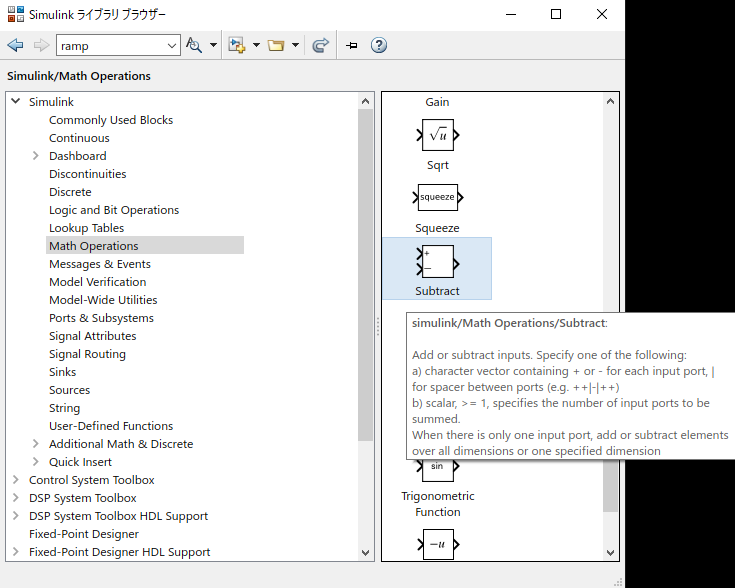 Simulink ライブラリ ブラウザー
ramp
Simulink/Math Operations
Simulink
Commonly Used Blocks
Continuous
Dashboard
Discontinuities
Discrete
Logic and Bit Operations
Lookup Tables
Math Operations
Messages & Events
Model Verification
Model-Wide Utilities
Ports & Subsystems
Signal Attributes
Signal Routing
Sinks
Sources
String
User-Defined Functions
Additional Math & Discrete
Quick Insert
Control System Toolbox
DSP System Toolbox
DSP System Toolbox HDL Support
Fixed-Point Designer
Fixed-Point Designer HDL Support
Gain
√u
Sqrt
squeeze
Squeeze
+
−
Subtract
simulink/Math Operations/Subtract:
Add or subtract inputs. Specify one of the following:
a) character vector containing + or - for each input port, |
for spacer between ports (e.g. ++|-|++)
b) scalar, >= 1, specifies the number of input ports to be
summed.
When there is only one input port, add or subtract elements
over all dimensions or one specified dimension
sin
Trigonometric
Function
−u